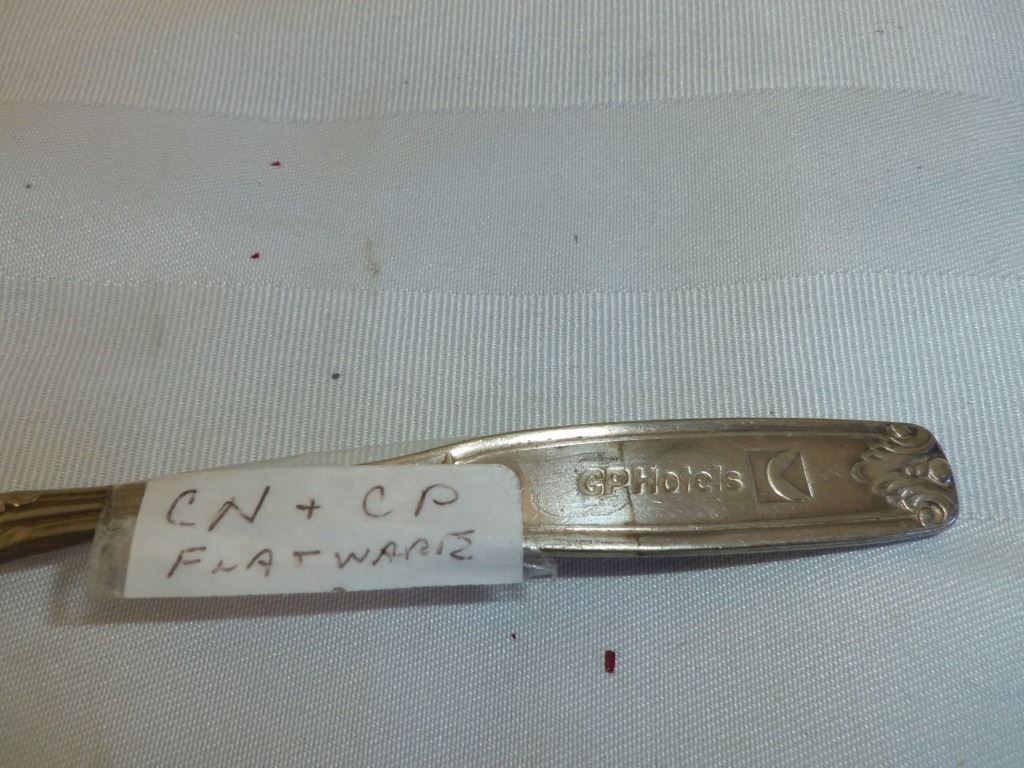 CN + CP
FLATWARE
CPHotels